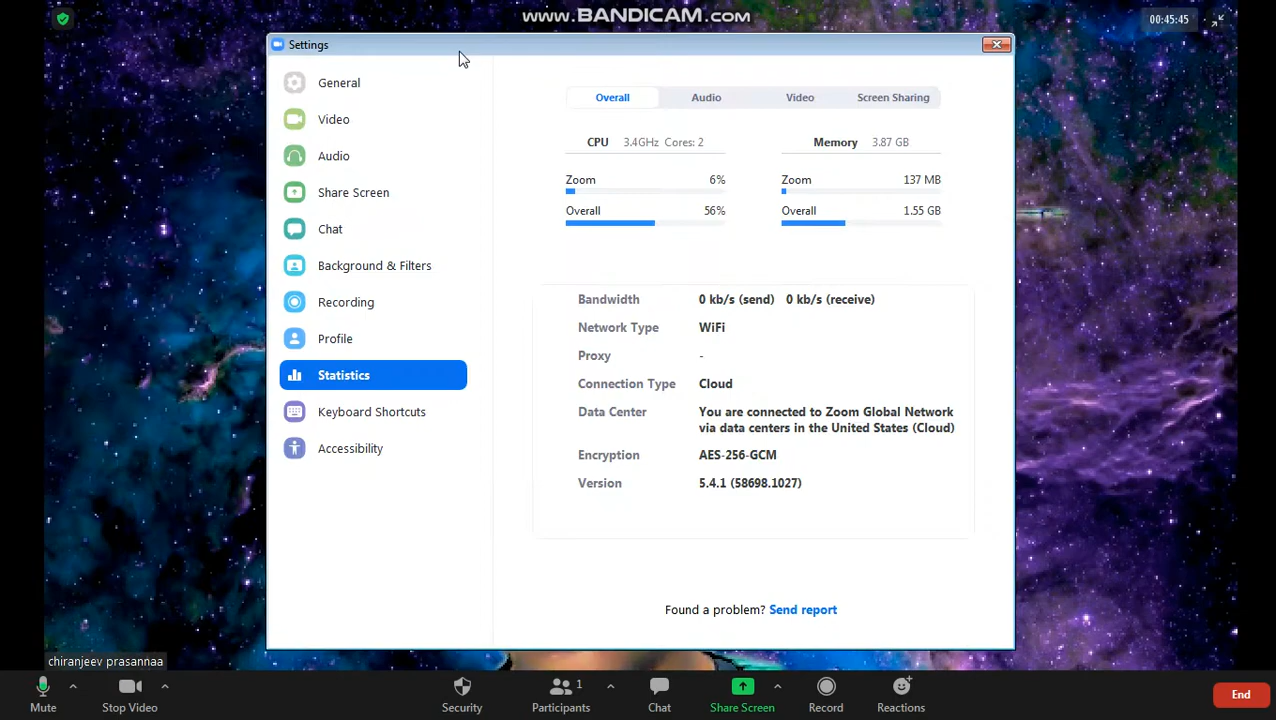 www.BANDICAM.com
00:45:45
Settings
General
Video
Audio
Share Screen
Chat
Background & Filters
Recording
Profile
Statistics
Keyboard Shortcuts
Accessibility
Overall Audio Video Screen Sharing
CPU 3.4GHz Cores: 2
Zoom 6%
Overall 56%
Memory 3.87 GB
Zoom 137 MB
Overall 1.55 GB
Bandwidth 0 kb/s (send) 0 kb/s (receive)
Network Type WiFi
Proxy -
Connection Type Cloud
Data Center You are connected to Zoom Global Network
via data centers in the United States (Cloud)
Encryption AES-256-GCM
Version 5.4.1 (58698.1027)
Found a problem? Send report
chiranjeev prasannaa
Mute Stop Video Security Participants 1 Chat Share Screen Record Reactions End